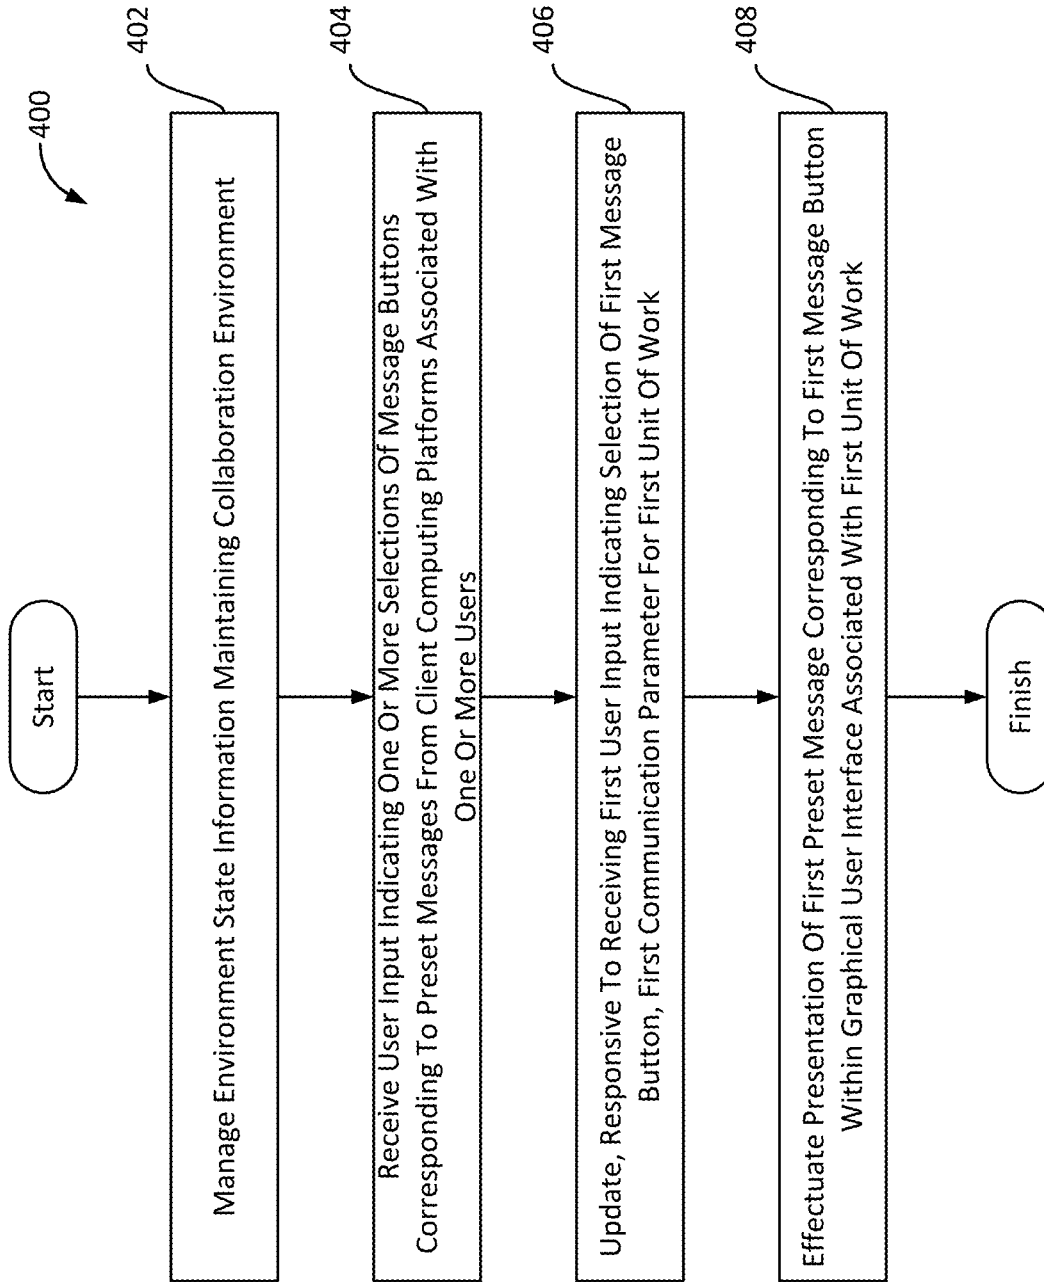 400
Start
402
Manage Environment State Information Maintaining Collaboration Environment
404
Receive User Input Indicating One Or More Selections Of Message Buttons
Corresponding To Preset Messages From Client Computing Platforms Associated With
One Or More Users
406
Update, Responsive To Receiving First User Input Indicating Selection Of First Message
Button, First Communication Parameter For First Unit Of Work
408
Effectuate Presentation Of First Preset Message Corresponding To First Message Button
Within Graphical User Interface Associated With First Unit Of Work
Finish